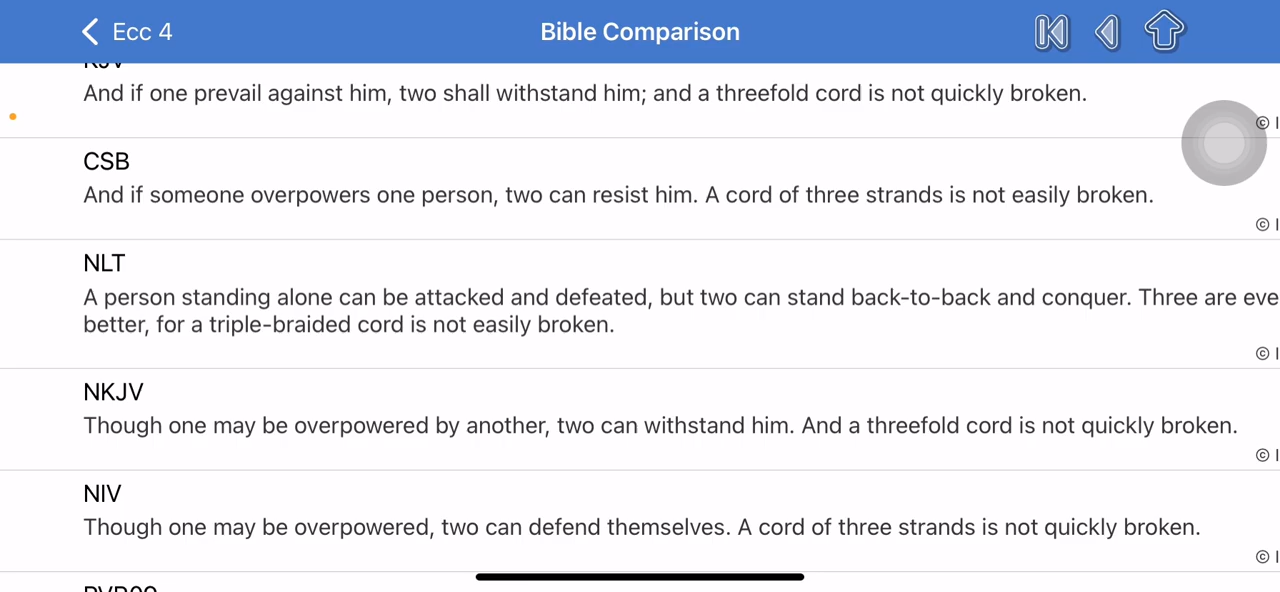 Ecc 4
Bible Comparison
KJV
And if one prevail against him, two shall withstand him; and a threefold cord is not quickly broken.
©
CSB
And if someone overpowers one person, two can resist him. A cord of three strands is not easily broken.
©
NLT
A person standing alone can be attacked and defeated, but two can stand back-to-back and conquer. Three are eve
better, for a triple-braided cord is not easily broken.
©
NKJV
Though one may be overpowered by another, two can withstand him. And a threefold cord is not quickly broken.
©
NIV
Though one may be overpowered, two can defend themselves. A cord of three strands is not quickly broken.
©